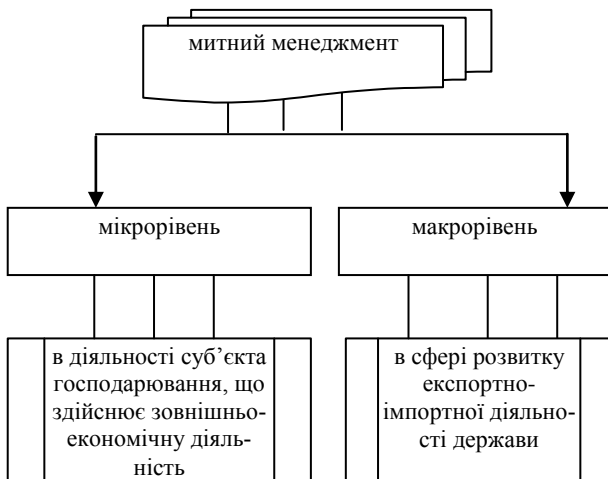 митний менеджмент
мікрорівень
макрорівень
в діяльності суб’єкта
господарювання, що
здійснює зовнішньо-
економічну діяль-
ність
в сфері розвитку
експортно-
імпортної діяльно-
сті держави